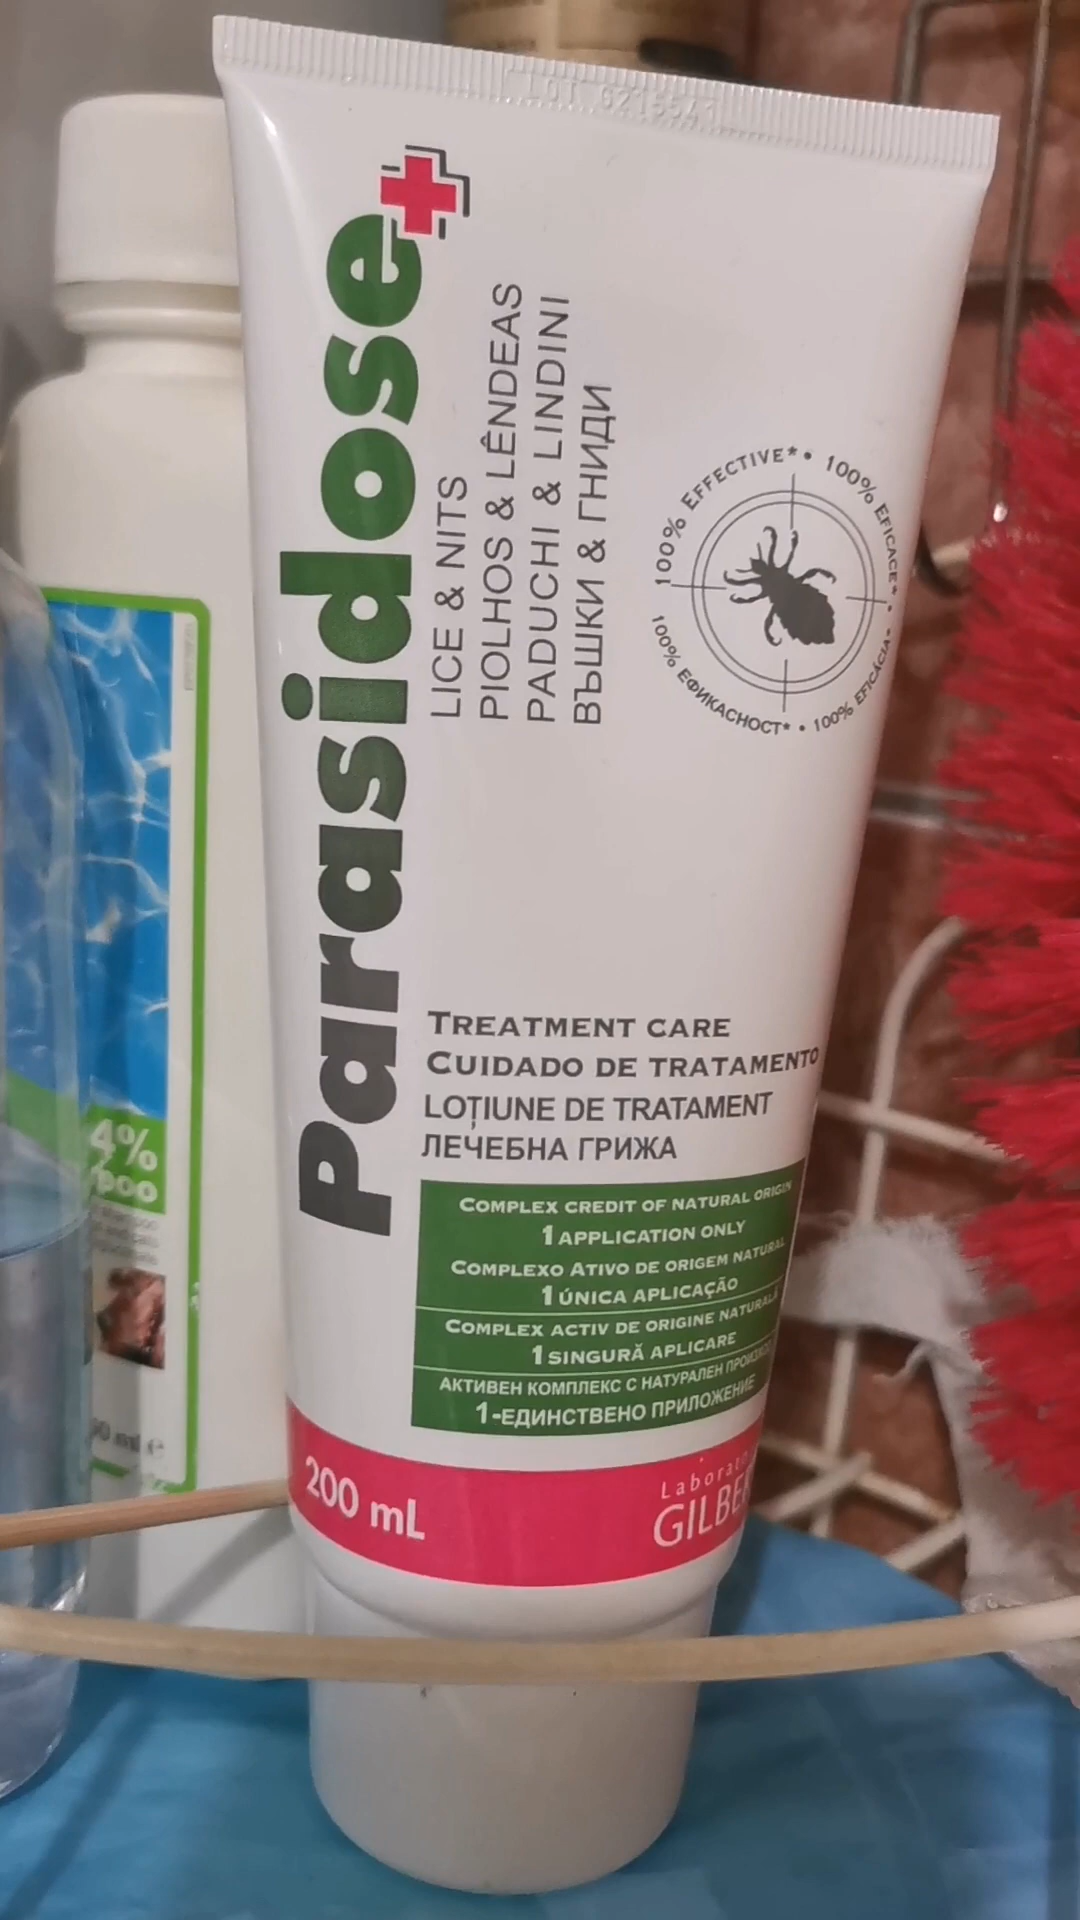 LOT G215541
Parasidose
LICE & NITS
PIOLHOS & LÊNDEAS
PADUCHI & LINDINI
ВЪШКИ & ГНИДИ
100% EFFECTIVE* • 100% EFICACE* •
100% EFICÁCIA* •
100% ЕФИКАСНОСТ* •
TREATMENT CARE
CUIDADO DE TRATAMENTO
LOȚIUNE DE TRATAMENT
ЛЕЧЕБНА ГРИЖА
COMPLEX CREDIT OF NATURAL ORIGIN
1 APPLICATION ONLY
COMPLEXO ATIVO DE ORIGEM NATURAL
1 ÚNICA APLICAÇÃO
COMPLEX ACTIV DE ORIGINE NATURALĂ
1 SINGURĂ APLICARE
АКТИВЕН КОМПЛЕКС С НАТУРАЛЕН
1-ЕДИНСТВЕНО ПРИЛОЖЕНИЕ
200 mL
4%